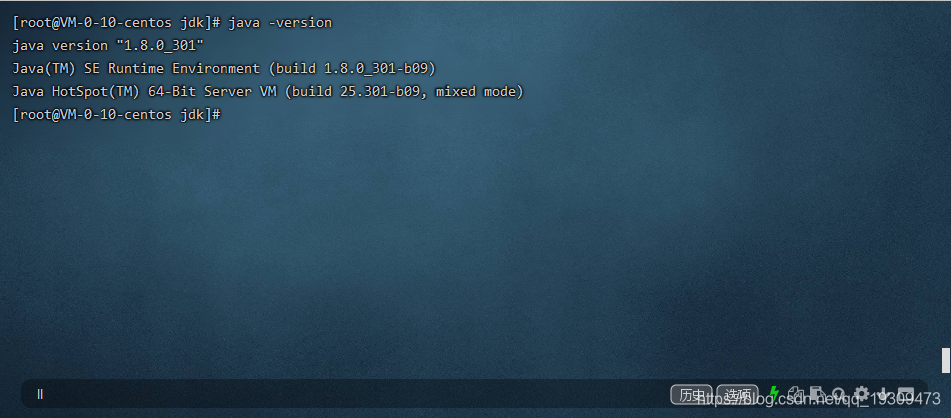 [root@VM-0-10-centos jdk]# java -version
java version "1.8.0_301"
Java(TM) SE Runtime Environment (build 1.8.0_301-b09)
Java HotSpot(TM) 64-Bit Server VM (build 25.301-b09, mixed mode)
[root@VM-0-10-centos jdk]#
历史 选项
https://blog.csdn.net/qq_19309473